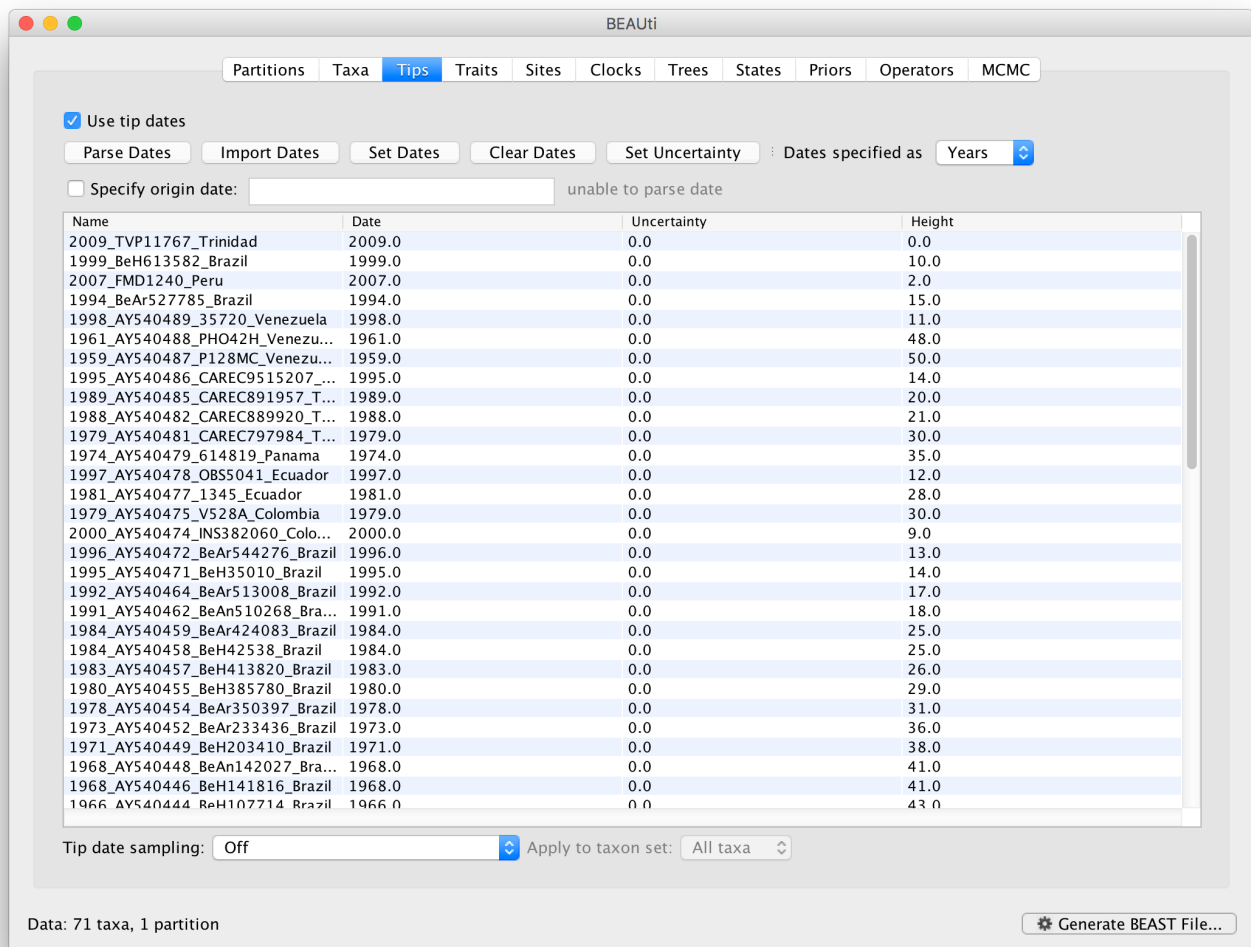 BEAUti
Partitions Taxa Tips Traits Sites Clocks Trees States Priors Operators MCMC
Use tip dates
Parse Dates Import Dates Set Dates Clear Dates Set Uncertainty Dates specified as Years
Specify origin date: unable to parse date
Name Date Uncertainty Height
2009_TVP11767_Trinidad 2009.0 0.0 0.0
1999_BeH613582_Brazil 1999.0 0.0 10.0
2007_FMD1240_Peru 2007.0 0.0 2.0
1994_BeAr527785_Brazil 1994.0 0.0 15.0
1998_AY540489_35720_Venezuela 1998.0 0.0 11.0
1961_AY540488_PHO42H_Venezu... 1961.0 0.0 48.0
1959_AY540487_P128MC_Venezu... 1959.0 0.0 50.0
1995_AY540486_CAREC9515207_... 1995.0 0.0 14.0
1989_AY540485_CAREC891957_T... 1989.0 0.0 20.0
1988_AY540482_CAREC889920_T... 1988.0 0.0 21.0
1979_AY540481_CAREC797984_T... 1979.0 0.0 30.0
1974_AY540479_614819_Panama 1974.0 0.0 35.0
1997_AY540478_OBS5041_Ecuador 1997.0 0.0 12.0
1981_AY540477_1345_Ecuador 1981.0 0.0 28.0
1979_AY540475_V528A_Colombia 1979.0 0.0 30.0
2000_AY540474_INS382060_Colo... 2000.0 0.0 9.0
1996_AY540472_BeAr544276_Brazil 1996.0 0.0 13.0
1995_AY540471_BeH35010_Brazil 1995.0 0.0 14.0
1992_AY540464_BeAr513008_Brazil 1992.0 0.0 17.0
1991_AY540462_BeAn510268_Bra... 1991.0 0.0 18.0
1984_AY540459_BeAr424083_Brazil 1984.0 0.0 25.0
1984_AY540458_BeH42538_Brazil 1984.0 0.0 25.0
1983_AY540457_BeH413820_Brazil 1983.0 0.0 26.0
1980_AY540455_BeH385780_Brazil 1980.0 0.0 29.0
1978_AY540454_BeAr350397_Brazil 1978.0 0.0 31.0
1973_AY540452_BeAr233436_Brazil 1973.0 0.0 36.0
1971_AY540449_BeH203410_Brazil 1971.0 0.0 38.0
1968_AY540448_BeAn142027_Bra... 1968.0 0.0 41.0
1968_AY540446_BeH141816_Brazil 1968.0 0.0 41.0
1966_AY540444_BeH107714_Brazil 1966.0 0.0 43.0
Tip date sampling: Off Apply to taxon set: All taxa
Data: 71 taxa, 1 partition Generate BEAST File...